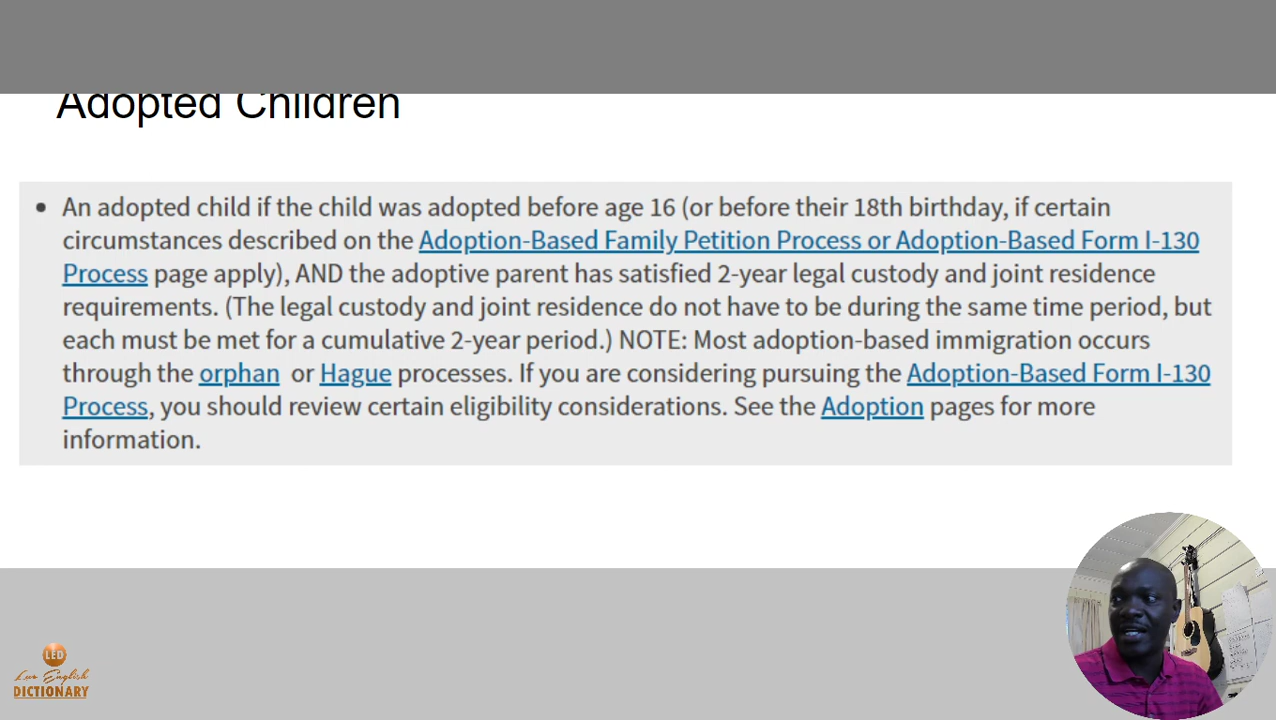 Adopted Children
An adopted child if the child was adopted before age 16 (or before their 18th birthday, if certain
circumstances described on the Adoption-Based Family Petition Process or Adoption-Based Form I-130
Process page apply), AND the adoptive parent has satisfied 2-year legal custody and joint residence
requirements. (The legal custody and joint residence do not have to be during the same time period, but
each must be met for a cumulative 2-year period.) NOTE: Most adoption-based immigration occurs
through the orphan or Hague processes. If you are considering pursuing the Adoption-Based Form I-130
Process, you should review certain eligibility considerations. See the Adoption pages for more
information.
LED
Luo English
DICTIONARY